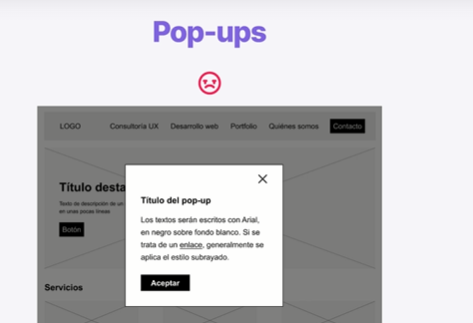 Pop-ups
LOGO Consultoría UX Desarrollo web Portfolio Quiénes somos Contacto
Título desta
Texto de descripción de un
en unas pocas líneas
Botón
Título del pop-up
Los textos serán escritos con Arial,
en negro sobre fondo blanco. Si se
trata de un enlace, generalmente se
aplica el estilo subrayado.
Aceptar
Servicios